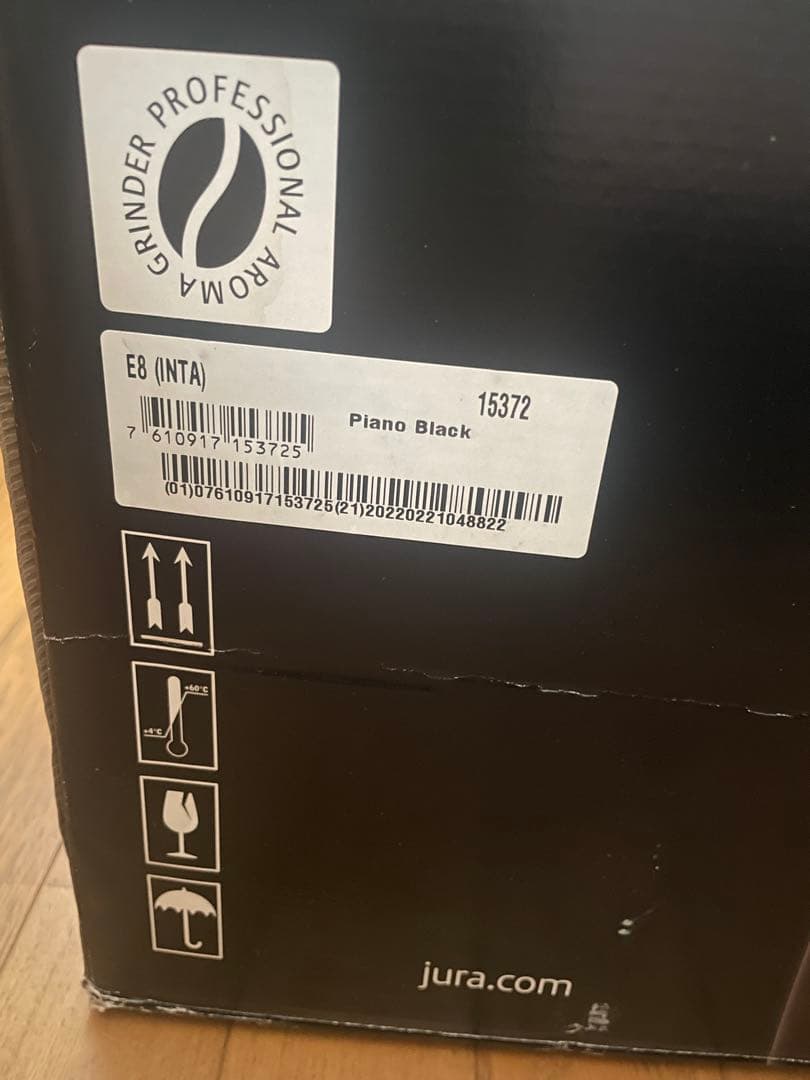 PROFESSIONAL AROMA GRINDER
E8 (INTA)
15372
Piano Black
7 610917 153725
(01)07610917153725(21)20220221048822
+60°C
+4°C
jura.com